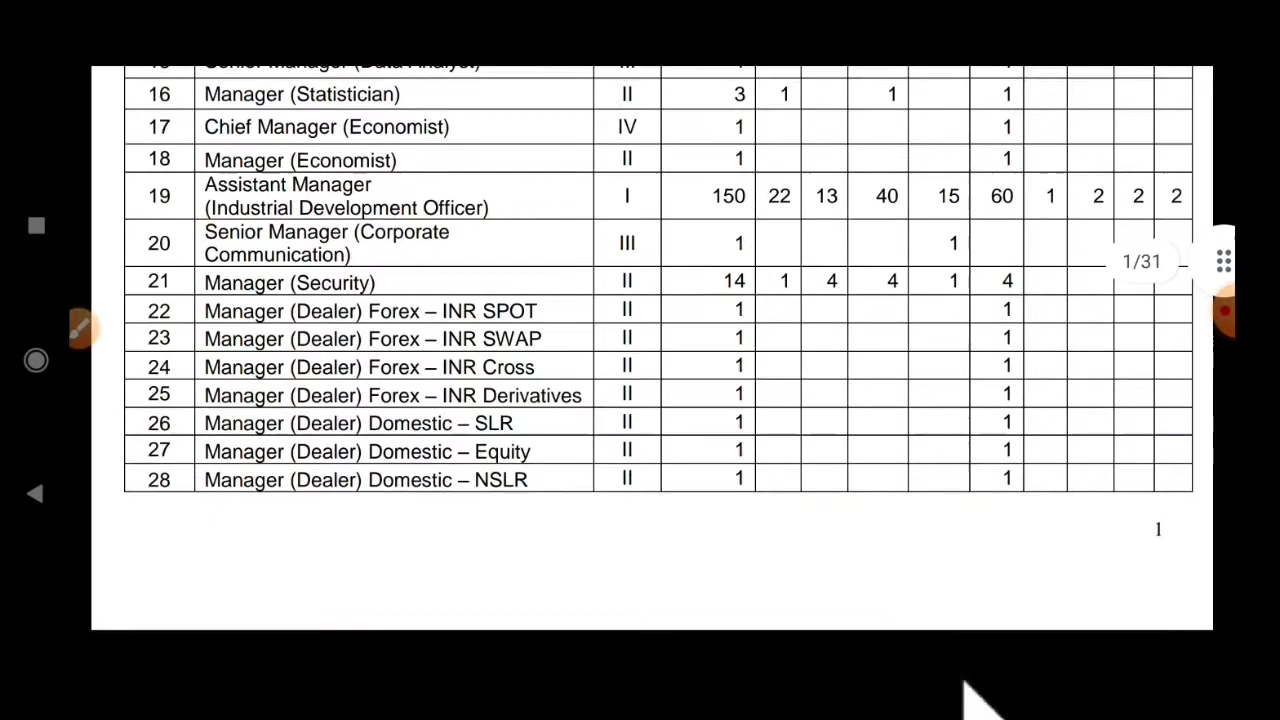 16 Manager (Statistician) II 3 1 1 1
17 Chief Manager (Economist) IV 1 1
18 Manager (Economist) II 1 1
19 Assistant Manager (Industrial Development Officer) I 150 22 13 40 15 60 1 2 2 2
20 Senior Manager (Corporate Communication) III 1 1
1/31
21 Manager (Security) II 14 1 4 4 1 4
22 Manager (Dealer) Forex – INR SPOT II 1 1
23 Manager (Dealer) Forex – INR SWAP II 1 1
24 Manager (Dealer) Forex – INR Cross II 1 1
25 Manager (Dealer) Forex – INR Derivatives II 1 1
26 Manager (Dealer) Domestic – SLR II 1 1
27 Manager (Dealer) Domestic – Equity II 1 1
28 Manager (Dealer) Domestic – NSLR II 1 1
1